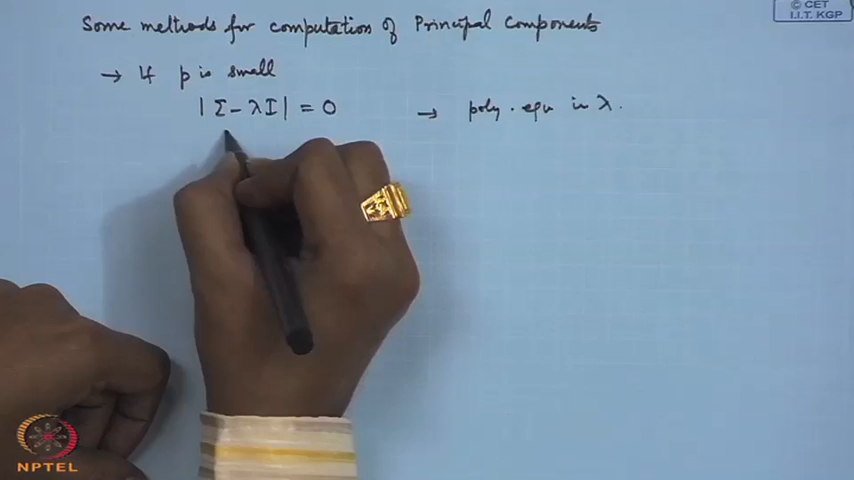 © CET
I.I.T. KGP
Some methods for computation of Principal Components
→ If p is small
|Σ - λI| = 0 → poly. eqn in λ.
NPTEL